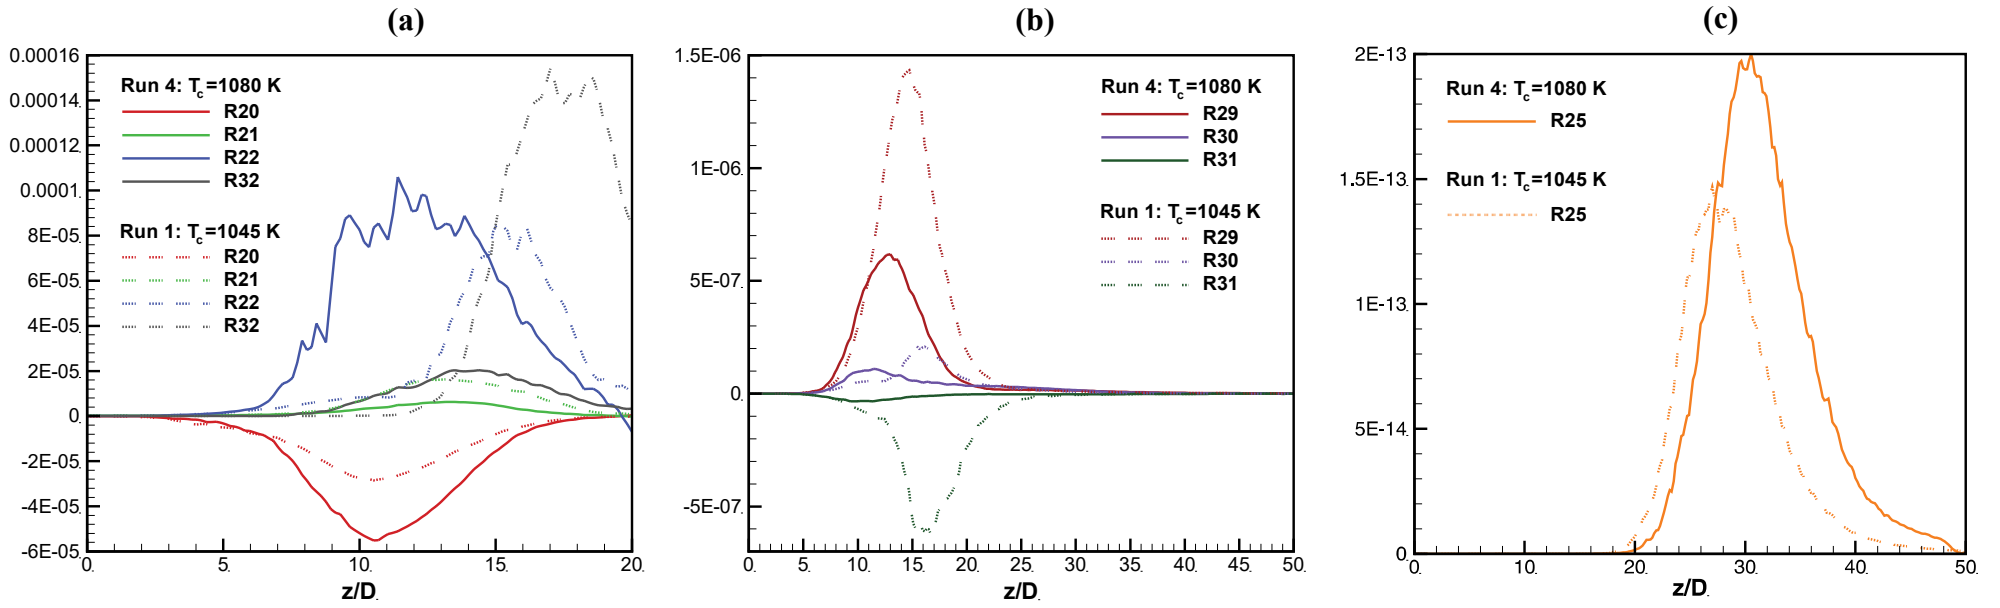 (a)
0.00016
0.00014
0.00012
0.0001.
8E-05.
6E-05.
4E-05.
2E-05.
0
-2E-05.
-4E-05.
-6E-05.
Run 4: Tc=1080 K
R20
R21
R22
R32
Run 1: Tc=1045 K
R20
R21
R22
R32
0. 5. 10. 15. 20.
z/D.
(b)
1.5E-06
1E-06.
5E-07.
0.
-5E-07.
Run 4: Tc=1080 K
R29
R30
R31
Run 1: Tc=1045 K
R29
R30
R31
0. 5. 10. 15. 20. 25. 30. 35. 40. 45. 50.
z/D.
(c)
2E-13.
1.5E-13.
1E-13.
5E-14.
0
Run 4: Tc=1080 K
R25
Run 1: Tc=1045 K
R25
0. 10. 20. 30. 40. 50.
z/D.